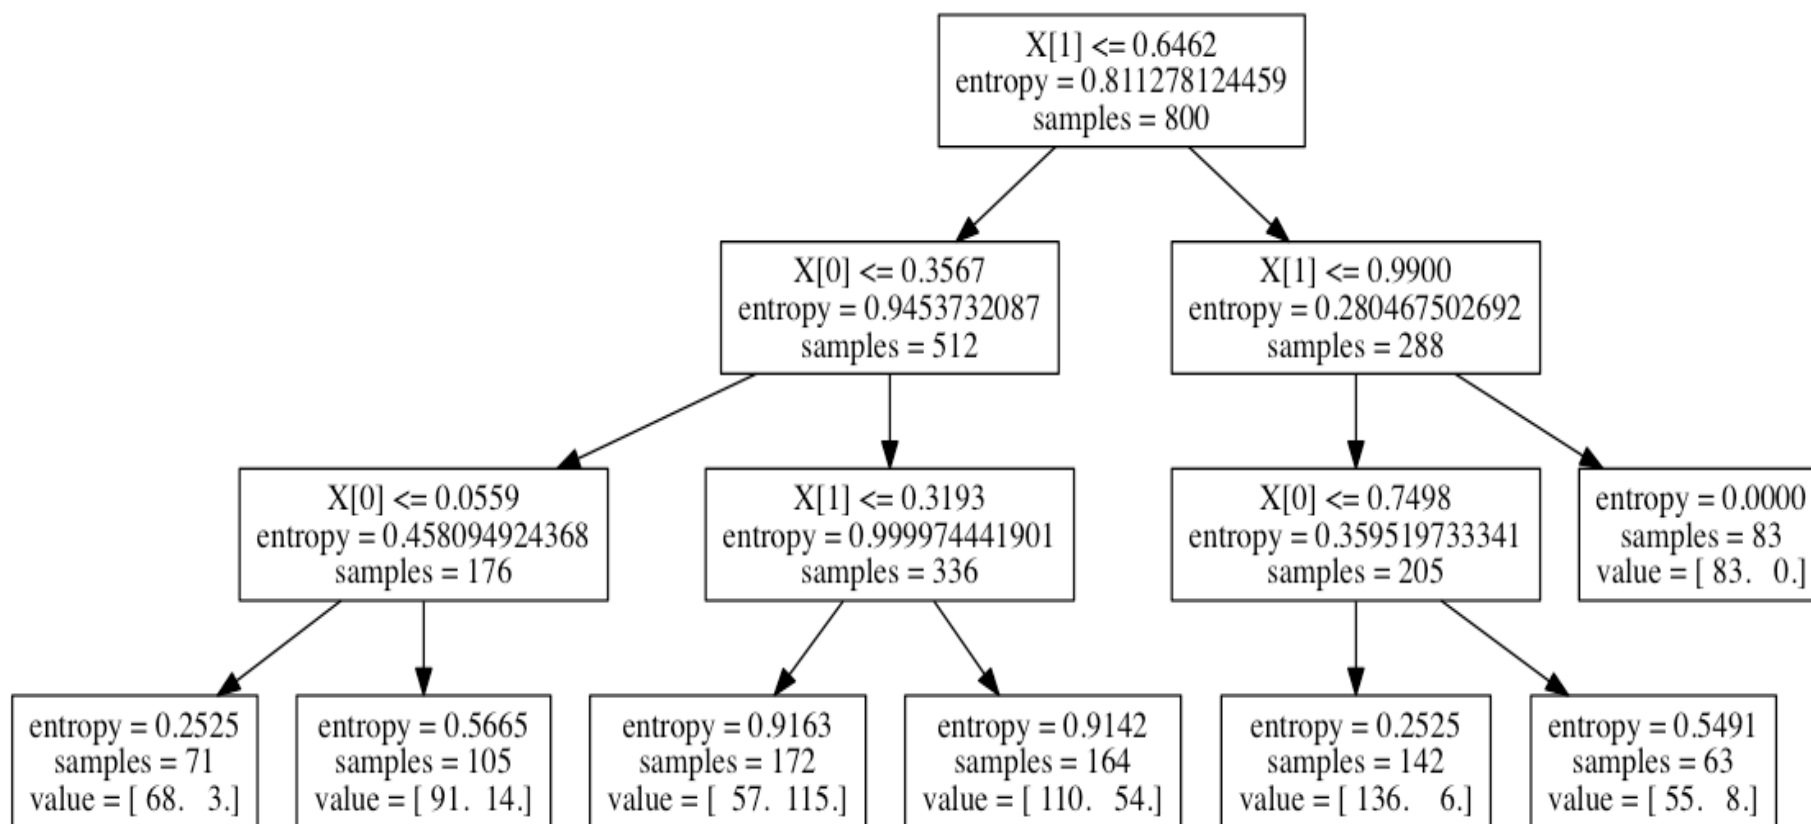 X[1] <= 0.6462
entropy = 0.811278124459
samples = 800
X[0] <= 0.3567
entropy = 0.9453732087
samples = 512
X[1] <= 0.9900
entropy = 0.280467502692
samples = 288
X[0] <= 0.0559
entropy = 0.458094924368
samples = 176
X[1] <= 0.3193
entropy = 0.999974441901
samples = 336
X[0] <= 0.7498
entropy = 0.359519733341
samples = 205
entropy = 0.0000
samples = 83
value = [ 83. 0.]
entropy = 0.2525
samples = 71
value = [ 68. 3.]
entropy = 0.5665
samples = 105
value = [ 91. 14.]
entropy = 0.9163
samples = 172
value = [ 57. 115.]
entropy = 0.9142
samples = 164
value = [ 110. 54.]
entropy = 0.2525
samples = 142
value = [ 136. 6.]
entropy = 0.5491
samples = 63
value = [ 55. 8.]